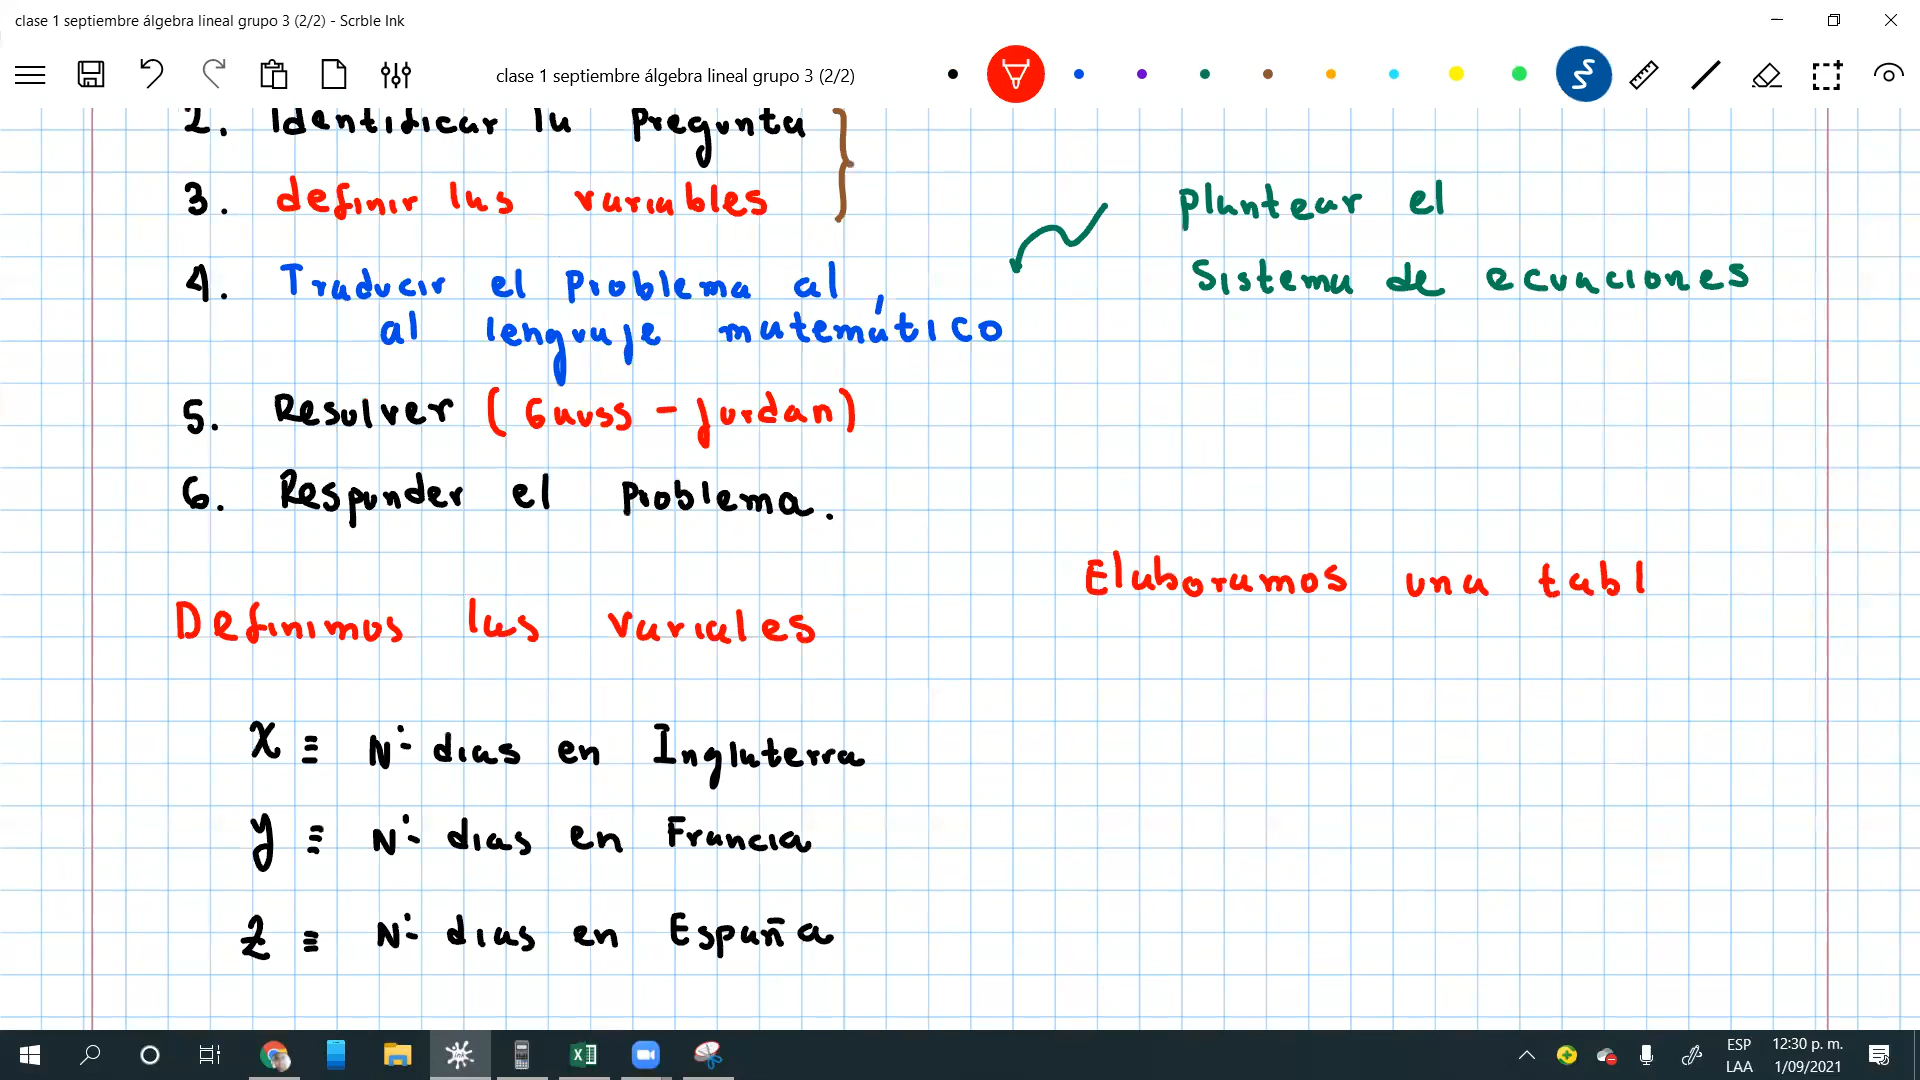 clase 1 septiembre álgebra lineal grupo 3 (2/2) - Scrble Ink
clase 1 septiembre álgebra lineal grupo 3 (2/2)
2. Identificar la pregunta
3. definir las variables
4. Traducir el problema al
al lenguaje matemático
5. Resolver (Gauss - jordan)
6. Responder el problema.
Definimos las variales
X ≡ N° dias en Inglaterra
y ≡ N° dias en Francia
Z ≡ N° dias en España
plantear el
Sistema de ecuaciones
Elaboramos una tabl
ESP
LAA
12:30 p. m.
1/09/2021